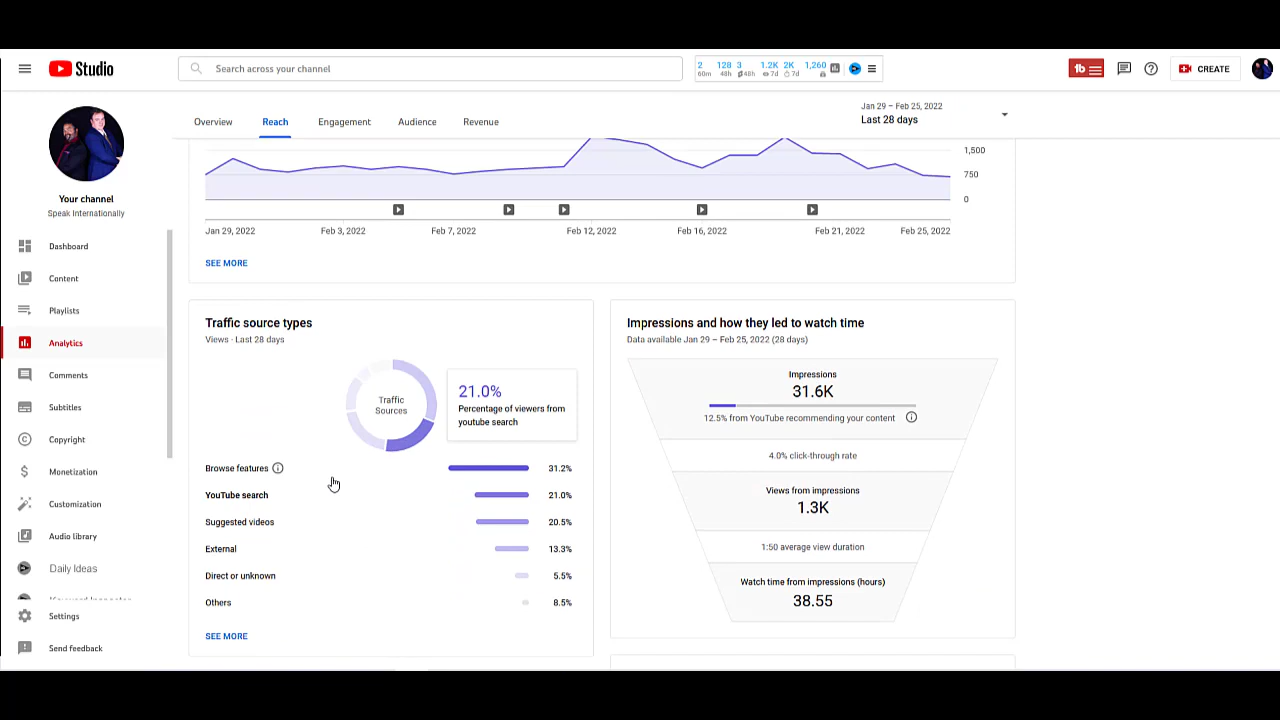 Studio
Search across your channel
2 128 3 1.2K 2K 1,260
60m 48h 48h 7d 7d
CREATE
Your channel
Speak Internationally
Dashboard
Content
Playlists
Analytics
Comments
Subtitles
Copyright
Monetization
Customization
Audio library
Daily Ideas
Settings
Send feedback
Overview Reach Engagement Audience Revenue
Jan 29 – Feb 25, 2022
Last 28 days
1,500
750
0
Jan 29, 2022 Feb 3, 2022 Feb 7, 2022 Feb 12, 2022 Feb 16, 2022 Feb 21, 2022 Feb 25, 2022
SEE MORE
Traffic source types
Views · Last 28 days
Traffic
Sources
21.0%
Percentage of viewers from
youtube search
Browse features 31.2%
YouTube search 21.0%
Suggested videos 20.5%
External 13.3%
Direct or unknown 5.5%
Others 8.5%
SEE MORE
Impressions and how they led to watch time
Data available Jan 29 – Feb 25, 2022 (28 days)
Impressions
31.6K
12.5% from YouTube recommending your content
4.0% click-through rate
Views from impressions
1.3K
1:50 average view duration
Watch time from impressions (hours)
38.55